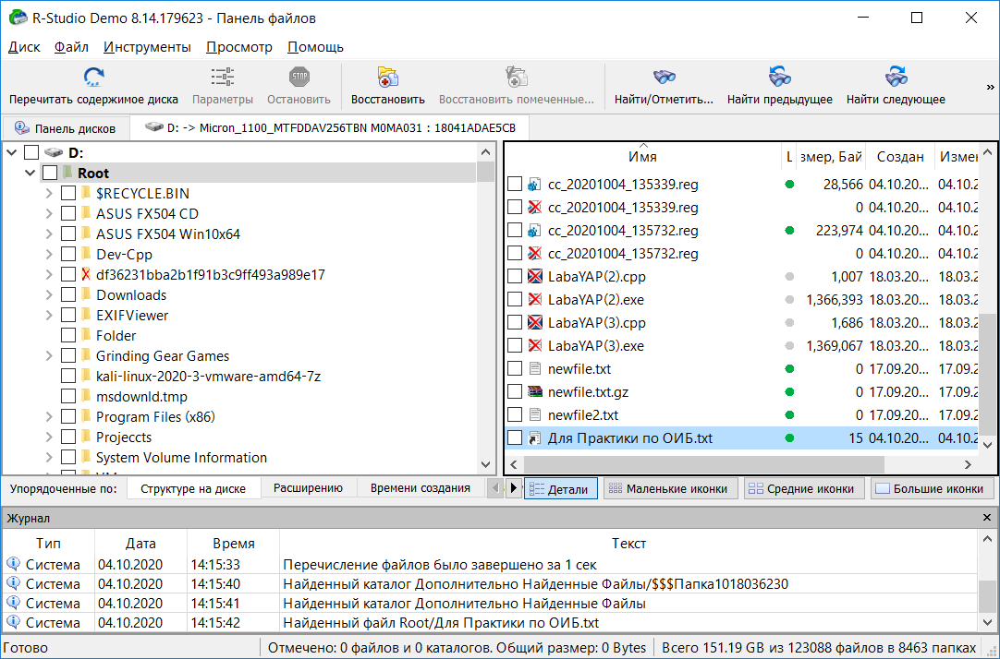 R-Studio Demo 8.14.179623 - Панель файлов
Диск Файл Инструменты Просмотр Помощь
Перечитать содержимое диска Параметры Остановить Восстановить Восстановить помеченные... Найти/Отметить... Найти предыдущее Найти следующее »
Панель дисков D: -> Micron_1100_MTFDDAV256TBN M0MA031 : 18041ADAE5CB
D:
Root
$RECYCLE.BIN
ASUS FX504 CD
ASUS FX504 Win10x64
Dev-Cpp
df36231bba2b1f91b3c9ff493a989e17
Downloads
EXIFViewer
Folder
Grinding Gear Games
kali-linux-2020-3-vmware-amd64-7z
msdownld.tmp
Program Files (x86)
Projeccts
System Volume Information
Имя L змер, Бай Создан Измен
cc_20201004_135339.reg 28,566 04.10.20... 04.10.2
cc_20201004_135339.reg 0 04.10.20... 04.10.2
cc_20201004_135732.reg 223,974 04.10.20... 04.10.2
cc_20201004_135732.reg 0 04.10.20... 04.10.2
LabaYAP(2).cpp 1,007 18.03.20... 18.03.2
LabaYAP(2).exe 1,366,393 18.03.20... 18.03.2
LabaYAP(3).cpp 1,686 18.03.20... 18.03.2
LabaYAP(3).exe 1,369,067 18.03.20... 18.03.2
newfile.txt 0 17.09.20... 17.09.2
newfile.txt.gz 0 17.09.20... 17.09.2
newfile2.txt 0 17.09.20... 17.09.2
Для Практики по ОИБ.txt 15 04.10.20... 04.10.2
Упорядоченные по: Структуре на диске Расширению Времени создания Детали Маленькие иконки Средние иконки Большие иконки
Журнал
Тип Дата Время Текст
Система 04.10.2020 14:15:33 Перечисление файлов было завершено за 1 сек
Система 04.10.2020 14:15:40 Найденный каталог Дополнительно Найденные Файлы/$$$Папка1018036230
Система 04.10.2020 14:15:41 Найденный каталог Дополнительно Найденные Файлы
Система 04.10.2020 14:15:42 Найденный файл Root/Для Практики по ОИБ.txt
Готово Отмечено: 0 файлов и 0 каталогов. Общий размер: 0 Bytes Всего 151.19 GB из 123088 файлов в 8463 папках